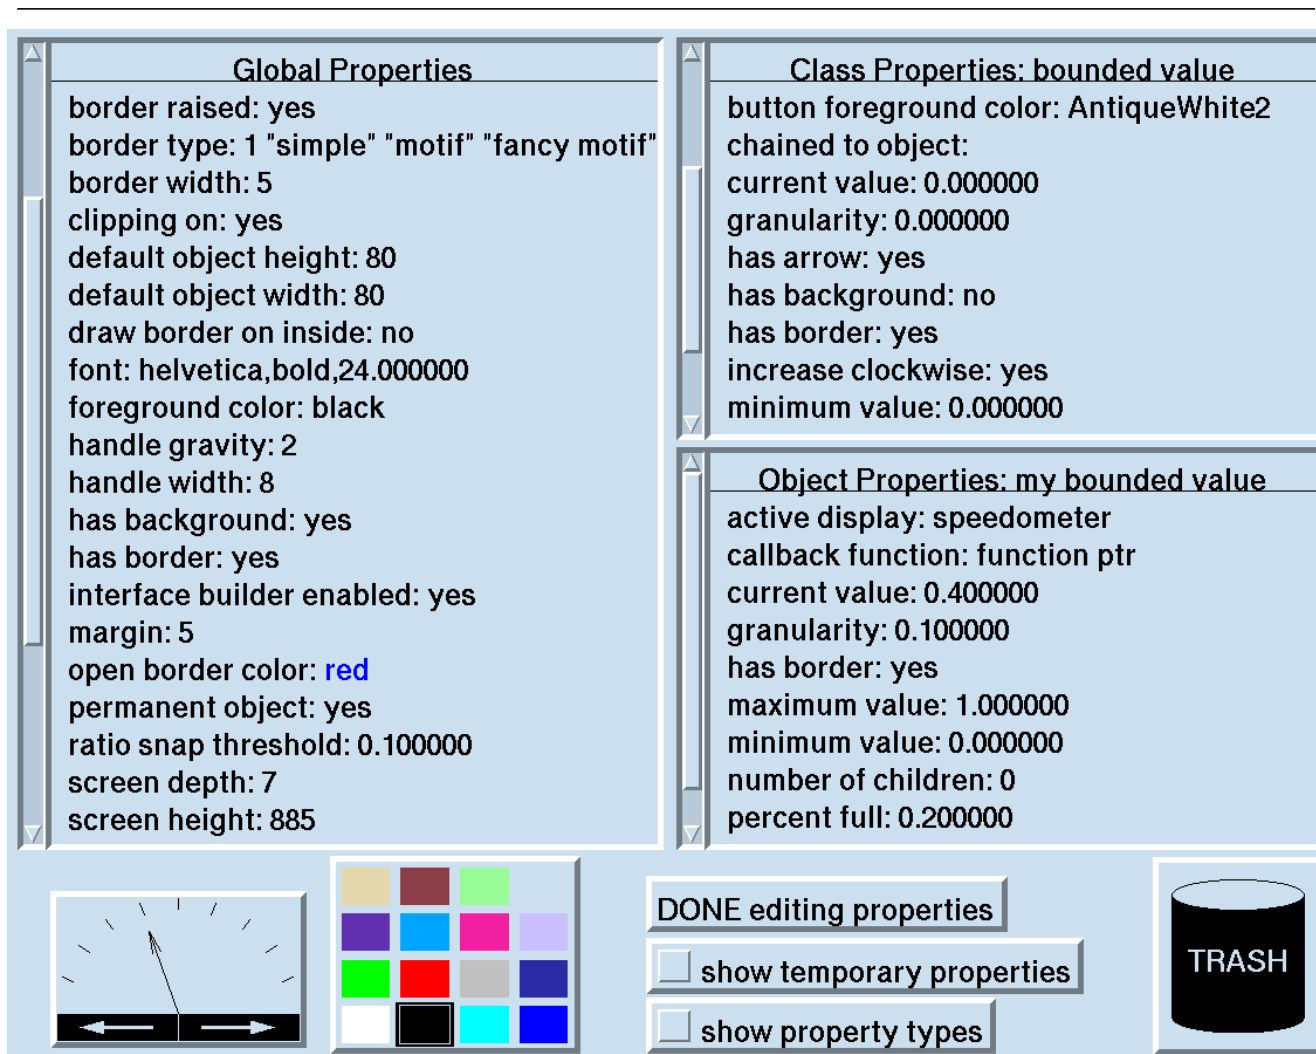 Global Properties
border raised: yes
border type: 1 "simple" "motif" "fancy motif"
border width: 5
clipping on: yes
default object height: 80
default object width: 80
draw border on inside: no
font: helvetica,bold,24.000000
foreground color: black
handle gravity: 2
handle width: 8
has background: yes
has border: yes
interface builder enabled: yes
margin: 5
open border color: red
permanent object: yes
ratio snap threshold: 0.100000
screen depth: 7
screen height: 885
Class Properties: bounded value
button foreground color: AntiqueWhite2
chained to object:
current value: 0.000000
granularity: 0.000000
has arrow: yes
has background: no
has border: yes
increase clockwise: yes
minimum value: 0.000000
Object Properties: my bounded value
active display: speedometer
callback function: function ptr
current value: 0.400000
granularity: 0.100000
has border: yes
maximum value: 1.000000
minimum value: 0.000000
number of children: 0
percent full: 0.200000
DONE editing properties
show temporary properties
show property types
TRASH